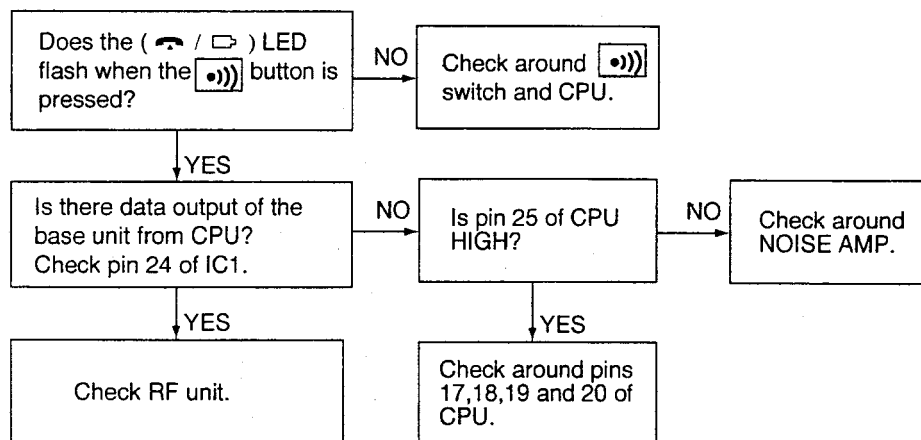 Does the ( / ) LED
flash when the •))) button is
pressed?
NO
Check around •)))
switch and CPU.
YES
Is there data output of the
base unit from CPU?
Check pin 24 of IC1.
NO
Is pin 25 of CPU
HIGH?
NO
Check around
NOISE AMP.
YES
Check RF unit.
YES
Check around pins
17,18,19 and 20 of
CPU.